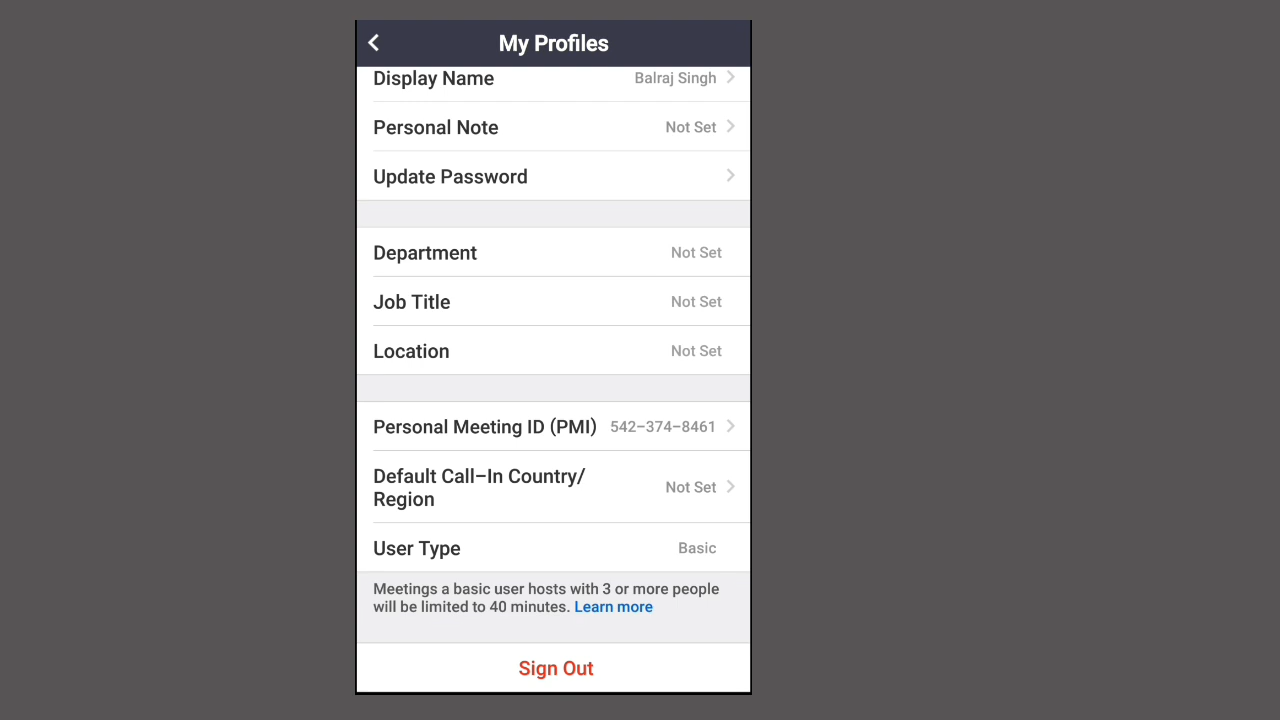 My Profiles
Display Name Balraj Singh
Personal Note Not Set
Update Password
Department Not Set
Job Title Not Set
Location Not Set
Personal Meeting ID (PMI) 542-374-8461
Default Call-In Country/
Region Not Set
User Type Basic
Meetings a basic user hosts with 3 or more people
will be limited to 40 minutes. Learn more
Sign Out